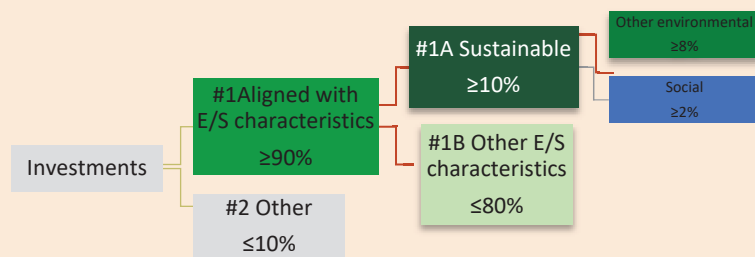 Investments
#1Aligned with
E/S characteristics
≥90%
#2 Other
≤10%
#1A Sustainable
≥10%
#1B Other E/S
characteristics
≤80%
Other environmental
≥8%
Social
≥2%